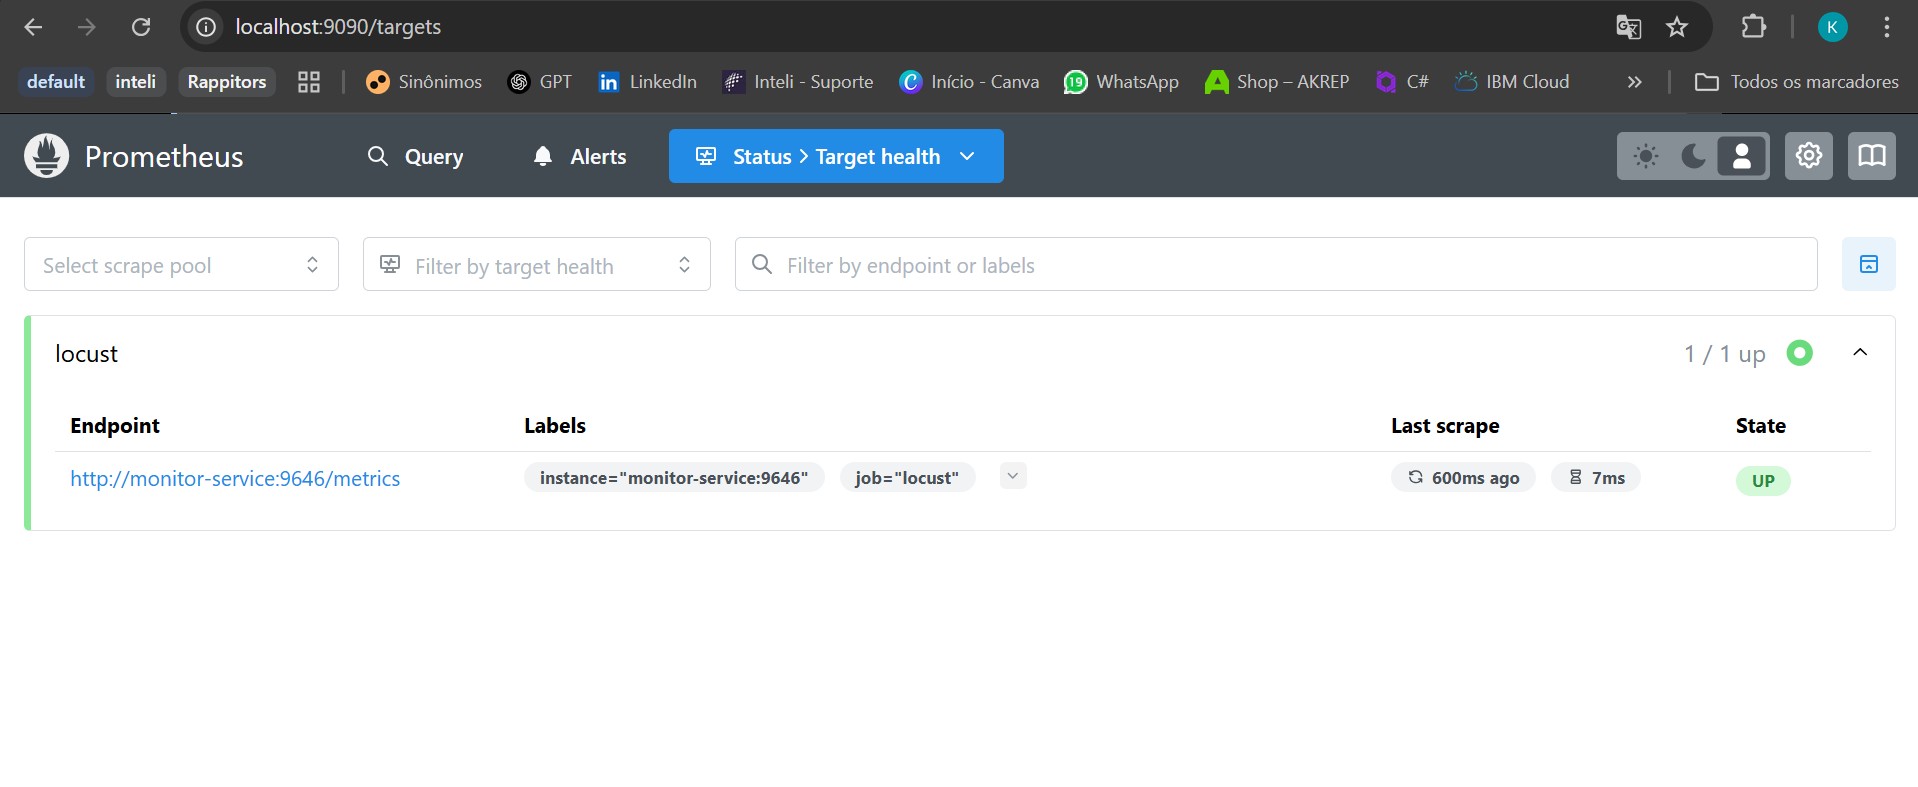 localhost:9090/targets
K
default inteli Rappitors Sinônimos GPT LinkedIn Inteli - Suporte Início - Canva 19 WhatsApp Shop – AKREP C# IBM Cloud Todos os marcadores
Prometheus Query Alerts Status > Target health
Select scrape pool Filter by target health Filter by endpoint or labels
locust 1 / 1 up
Endpoint Labels Last scrape State
http://monitor-service:9646/metrics instance="monitor-service:9646" job="locust" 600ms ago 7ms UP